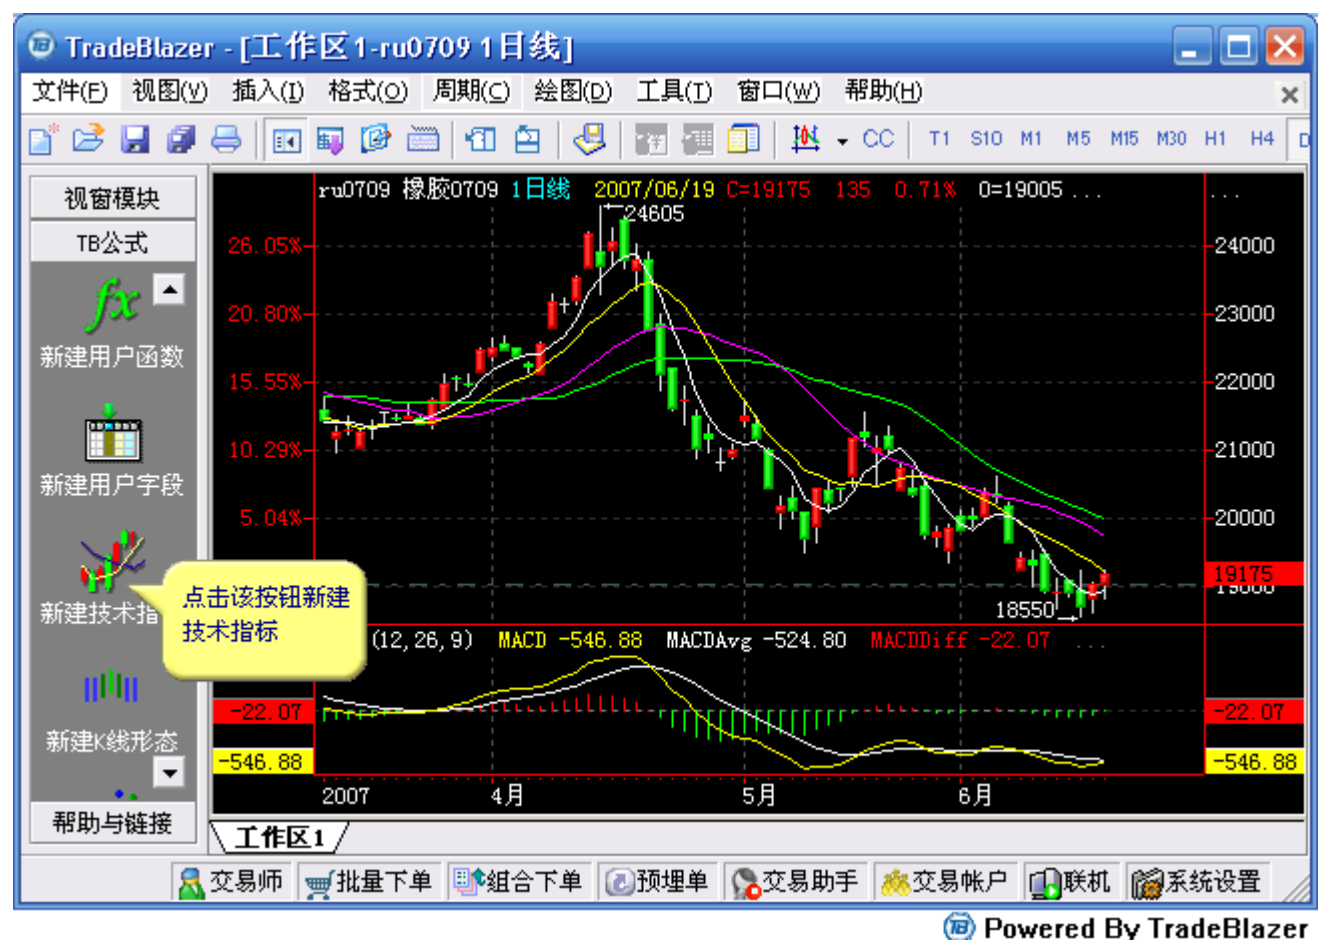 TradeBlazer - [工作区1-ru0709 1日线]
文件(F) 视图(V) 插入(I) 格式(O) 周期(C) 绘图(D) 工具(T) 窗口(W) 帮助(H)
CC T1 S10 M1 M5 M15 M30 H1 H4 D
视窗模块
TB公式
新建用户函数
新建用户字段
新建技术指
点击该按钮新建
技术指标
新建K线形态
帮助与链接
ru0709 橡胶0709 1日线 2007/06/19 C=19175 135 0.71% O=19005 ... ...
24605
26.05% 24000
20.80% 23000
15.55% 22000
10.29% 21000
5.04% 20000
19175
19000
18550
(12,26,9) MACD -546.88 MACDAvg -524.80 MACDDiff -22.07 ...
-22.07 -22.07
-546.88 -546.88
2007 4月 5月 6月
工作区1
交易师 批量下单 组合下单 预埋单 交易助手 交易帐户 联机 系统设置
Powered By TradeBlazer